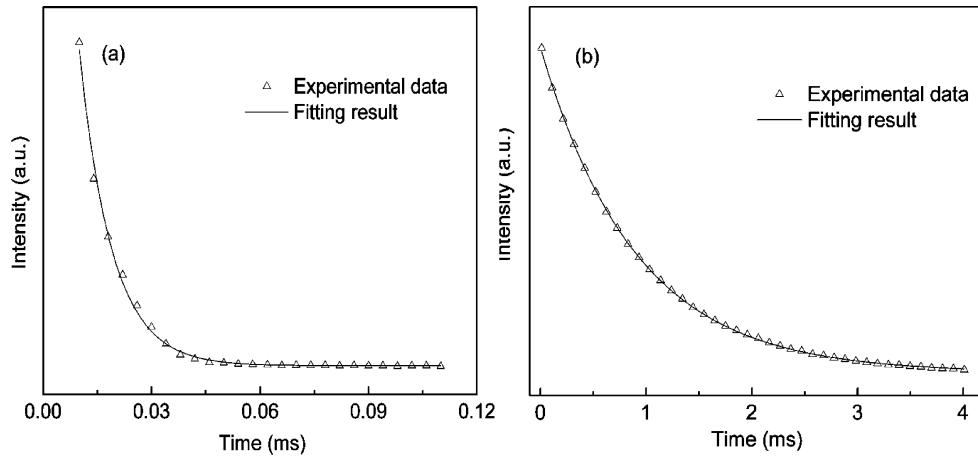 (a)
Experimental data
Fitting result
Intensity (a.u.)
0.00
0.03
0.06
0.09
0.12
Time (ms)
(b)
Experimental data
Fitting result
Intensity (a.u.)
0
1
2
3
4
Time (ms)